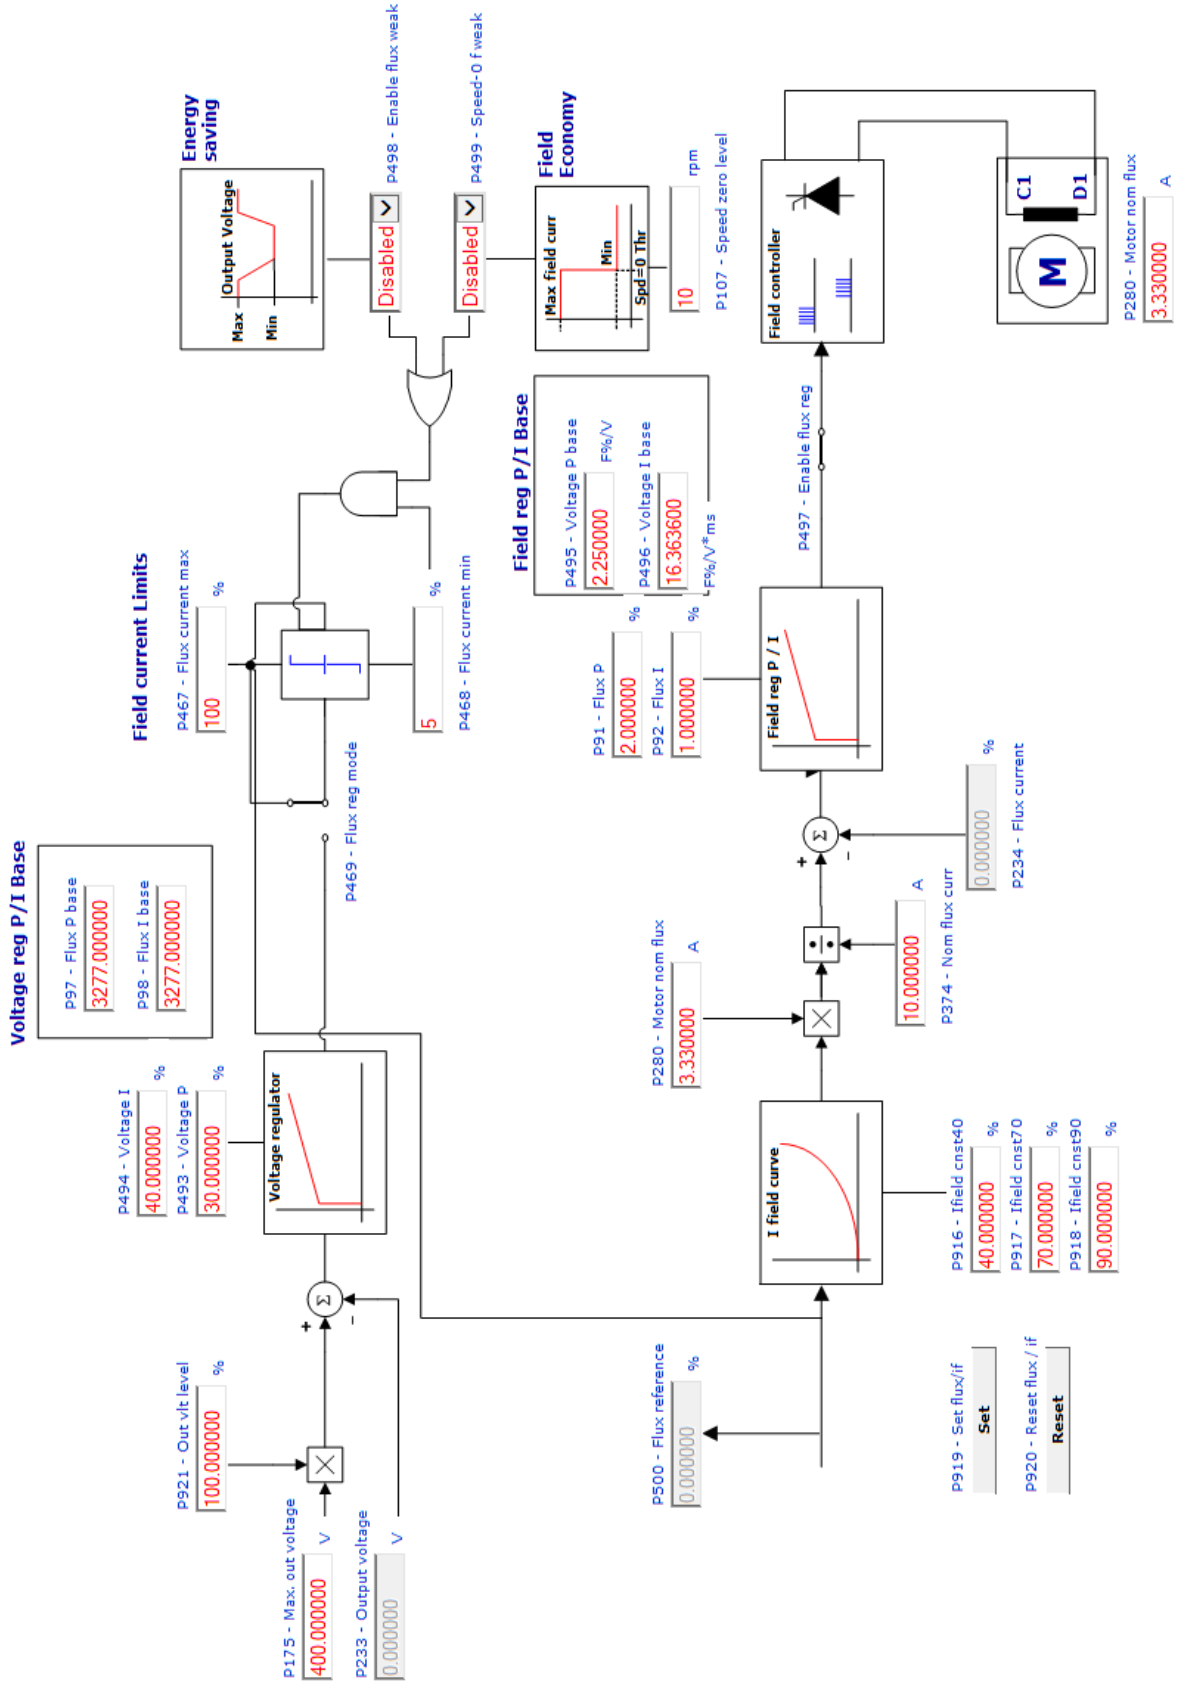 Voltage reg P/I Base
P97 - Flux P base
3277.000000
P98 - Flux I base
3277.000000
P494 - Voltage I
40.000000 %
P493 - Voltage P
30.000000 %
P921 - Out vlt level
100.000000 %
P175 - Max. out voltage
400.000000 V
P233 - Output voltage
0.000000 V
Σ
+
-
Voltage regulator
P469 - Flux reg mode
Field current Limits
P467 - Flux current max
100 %
5 %
P468 - Flux current min
Energy
saving
Output Voltage
Max
Min
Disabled
P498 - Enable flux weak
Disabled
P499 - Speed-0 f weak
Field
Economy
Max field curr
Min
Spd=0 Thr
10 rpm
P107 - Speed zero level
Field reg P/I Base
P495 - Voltage P base
2.250000 F%/V
P496 - Voltage I base
16.363600
F%/V*ms
P91 - Flux P
2.000000 %
P92 - Flux I
1.000000 %
P500 - Flux reference
0.000000 %
I field curve
P280 - Motor nom flux
3.330000 A
10.000000 A
P374 - Nom flux curr
Σ
+
-
0.000000 %
P234 - Flux current
Field reg P / I
P497 - Enable flux reg
Field controller
M
C1
D1
P280 - Motor nom flux
3.330000 A
P916 - Ifield cnst40
40.000000 %
P917 - Ifield cnst70
70.000000 %
P918 - Ifield cnst90
90.000000 %
P919 - Set flux/if
Set
P920 - Reset flux / if
Reset